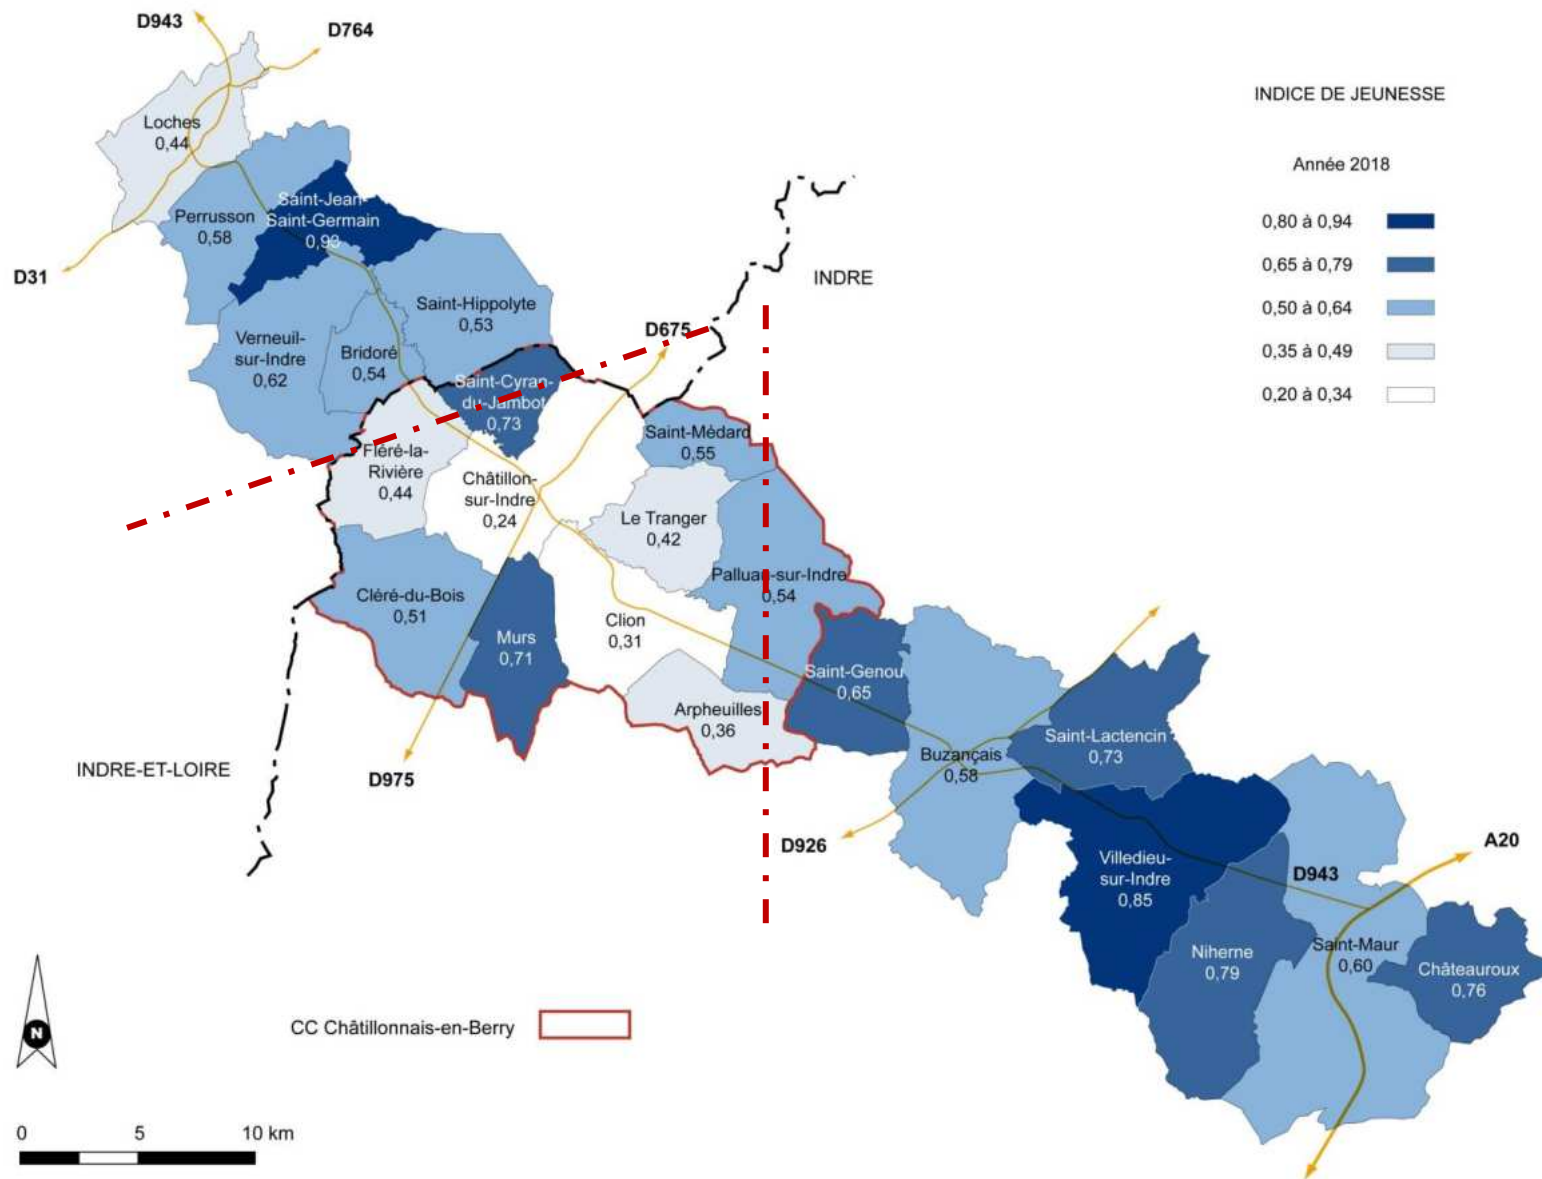 D943
D764
INDICE DE JEUNESSE
Loches
0,44
Année 2018
Saint-Jean-
Saint-Germain
0,93
Perrusson
0,58
0,80 à 0,94
0,65 à 0,79
0,50 à 0,64
0,35 à 0,49
0,20 à 0,34
D31
INDRE
Saint-Hippolyte
0,53
D675
Verneuil-
sur-Indre
0,62
Bridoré
0,54
Saint-Cyran-
du-Jambot
0,73
Saint-Médard
0,55
Fléré-la-
Rivière
0,44
Châtillon-
sur-Indre
0,24
Le Tranger
0,42
Palluau-sur-Indre
0,54
Cléré-du-Bois
0,51
Murs
0,71
Clion
0,31
Saint-Genou
0,65
Arpheuilles
0,36
Saint-Lactencin
0,73
Buzançais
0,58
INDRE-ET-LOIRE
D975
D926
A20
Villedieu-
sur-Indre
0,85
D943
Niherne
0,79
Saint-Maur
0,60
Châteauroux
0,76
N
CC Châtillonnais-en-Berry
0 5 10 km